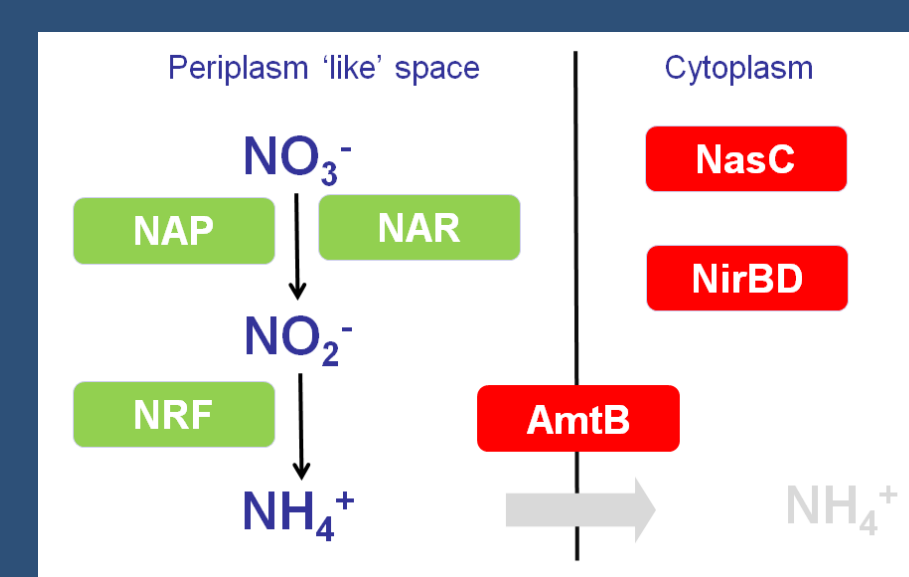 Periplasm ‘like’ space
Cytoplasm
NO₃⁻
NasC
NAP
NAR
NirBD
NO₂⁻
NRF
AmtB
NH₄⁺
NH₄⁺